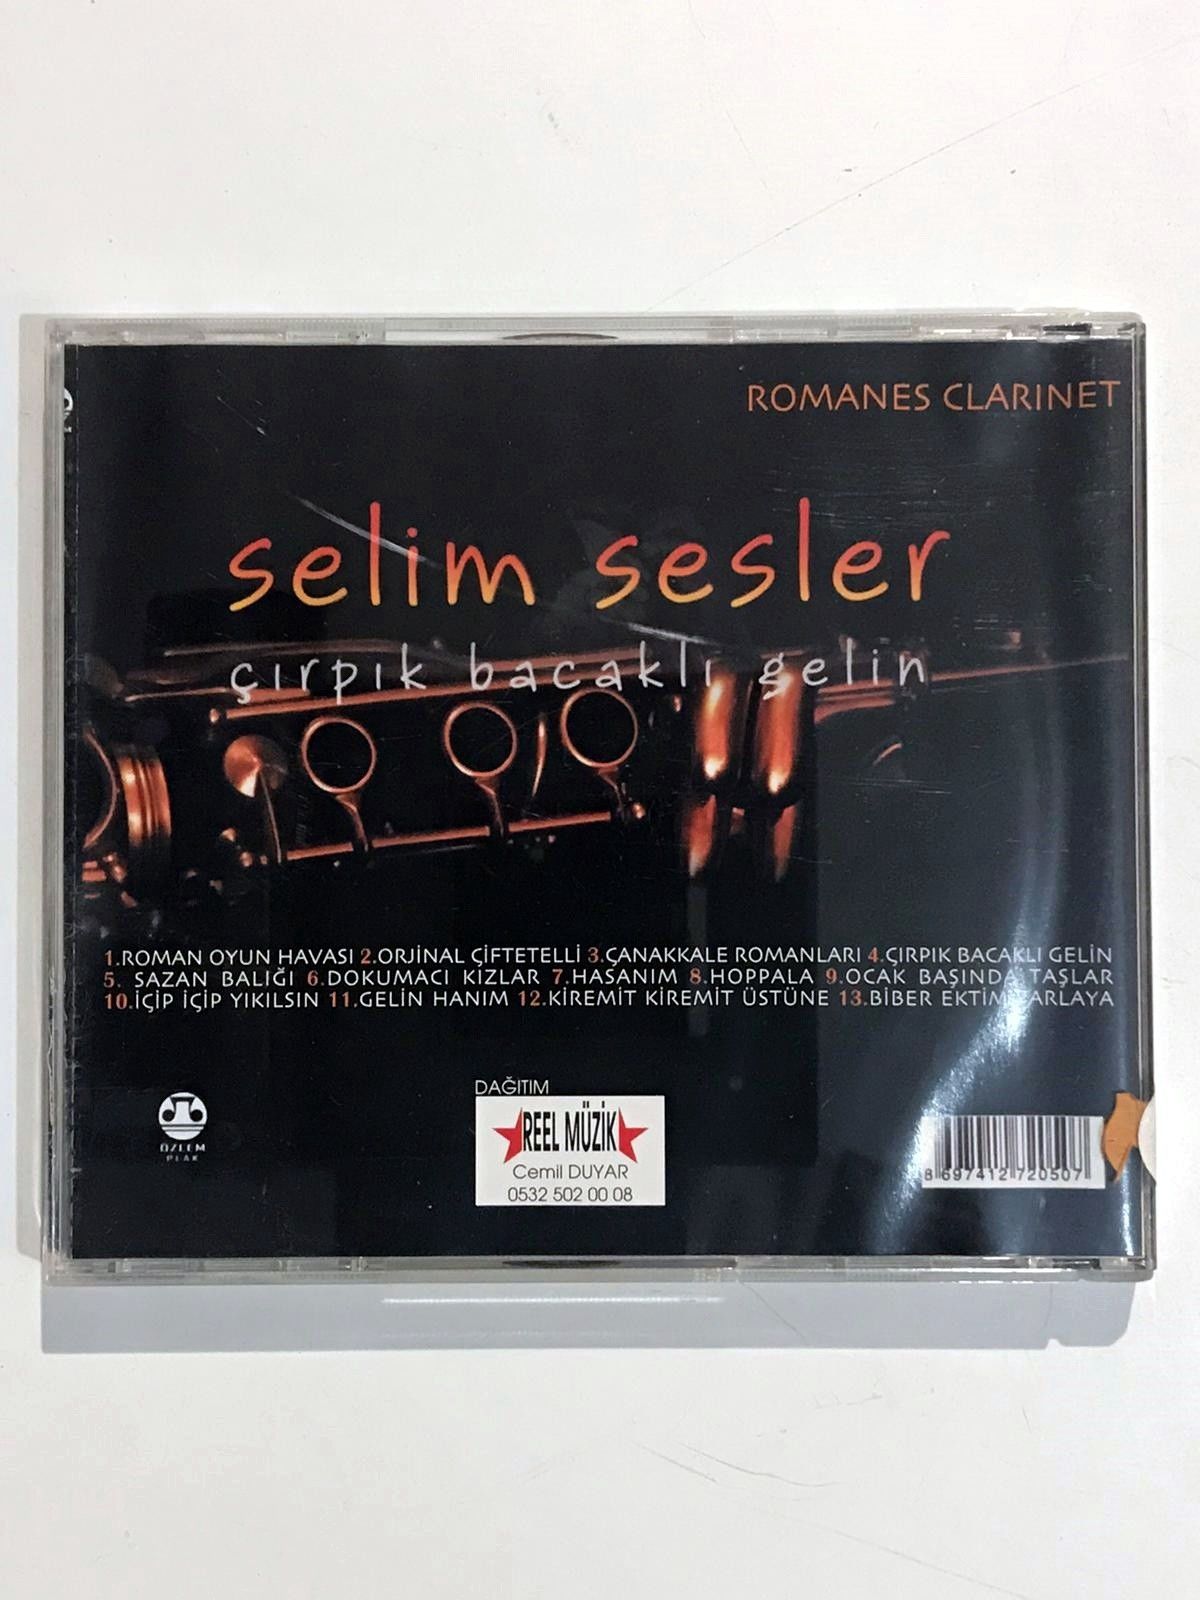 ROMANES CLARINET
selim sesler
çırpık bacaklı gelin
1.ROMAN OYUN HAVASI 2.ORJİNAL ÇİFTETELLİ 3.ÇANAKKALE ROMANLARI 4.ÇIRPIK BACAKLI GELİN
5. SAZAN BALIĞI 6.DOKUMACI KIZLAR 7.HASANIM 8.HOPPALA 9.OCAK BAŞINDA TAŞLAR
10.İÇİP İÇİP YIKILSIN 11.GELİN HANIM 12.KİREMİT KİREMİT ÜSTÜNE 13.BİBER EKTİM TARLAYA
DAĞITIM
REEL MÜZİK
Cemil DUYAR
0532 502 00 08
ÖZLEM
PLAK
8 697412 720507